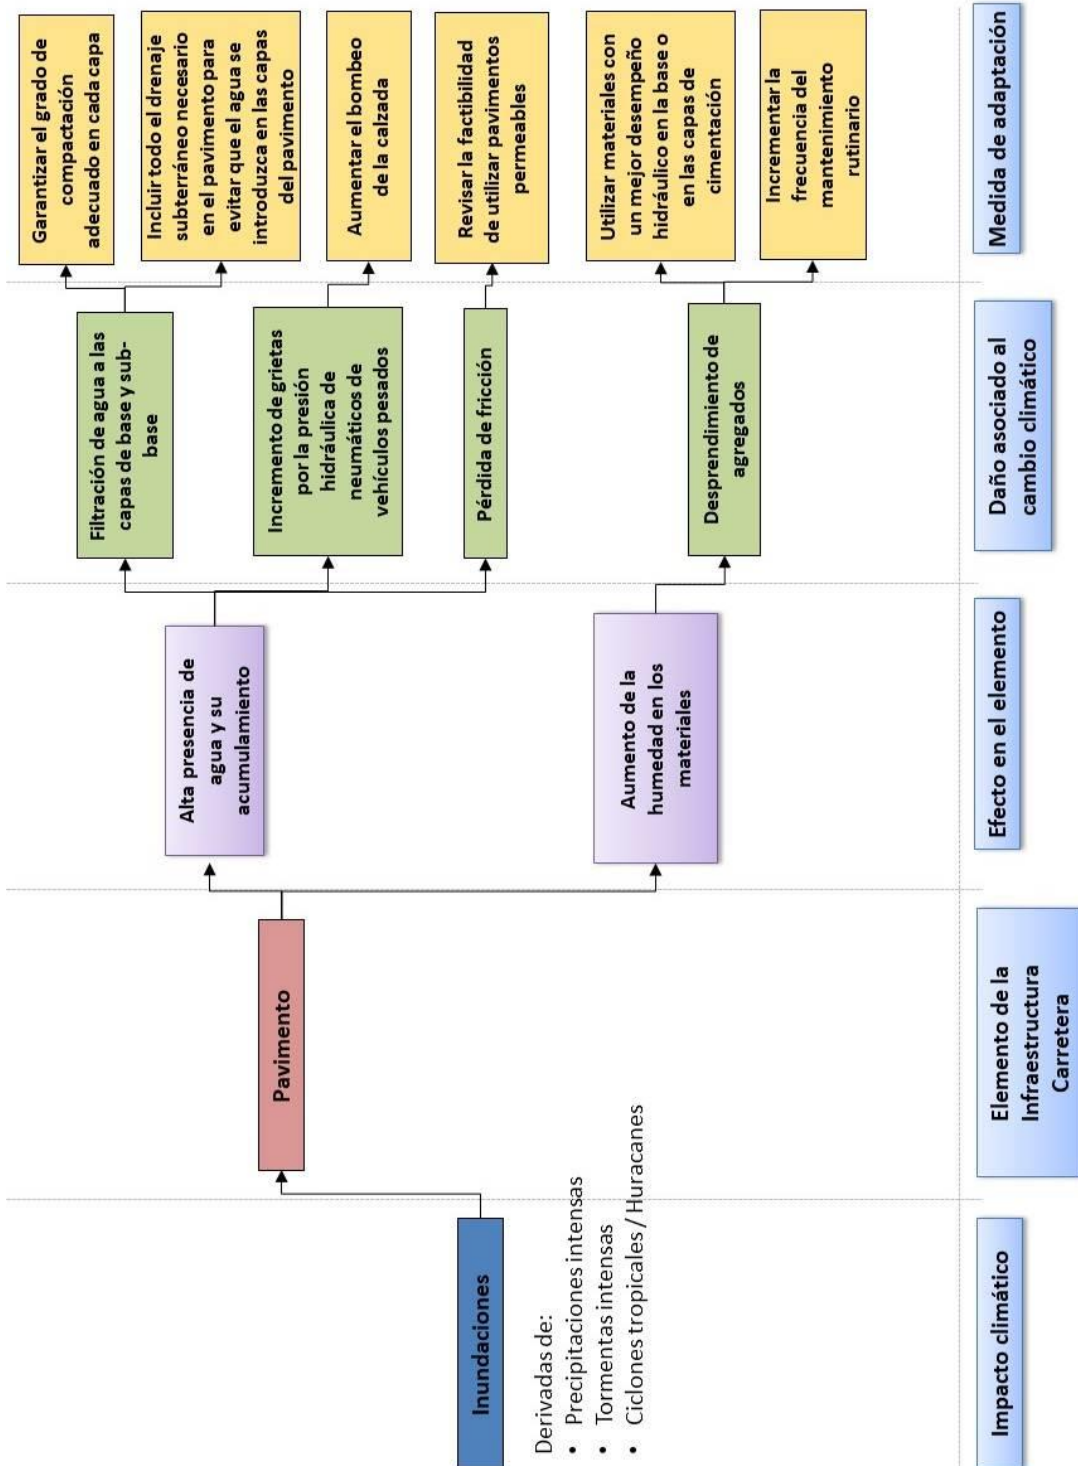 Inundaciones
Derivadas de:
• Precipitaciones intensas
• Tormentas intensas
• Ciclones tropicales / Huracanes
Pavimento
Alta presencia de
agua y su
acumulamiento
Aumento de la
humedad en los
materiales
Filtración de agua a las
capas de base y sub-
base
Incremento de grietas
por la presión
hidráulica de
neumáticos de
vehículos pesados
Pérdida de fricción
Desprendimiento de
agregados
Garantizar el grado de
compactación
adecuado en cada capa
Incluir todo el drenaje
subterráneo necesario
en el pavimento para
evitar que el agua se
introduzca en las capas
del pavimento
Aumentar el bombeo
de la calzada
Revisar la factibilidad
de utilizar pavimentos
permeables
Utilizar materiales con
un mejor desempeño
hidráulico en la base o
en las capas de
cimentación
Incrementar la
frecuencia del
mantenimiento
rutinario
Impacto climático
Elemento de la
Infraestructura
Carretera
Efecto en el elemento
Daño asociado al
cambio climático
Medida de adaptación